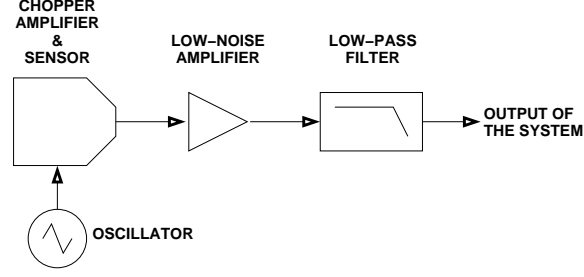 CHOPPER
AMPLIFIER
&
SENSOR
LOW–NOISE
AMPLIFIER
LOW–PASS
FILTER
OUTPUT OF
THE SYSTEM
OSCILLATOR